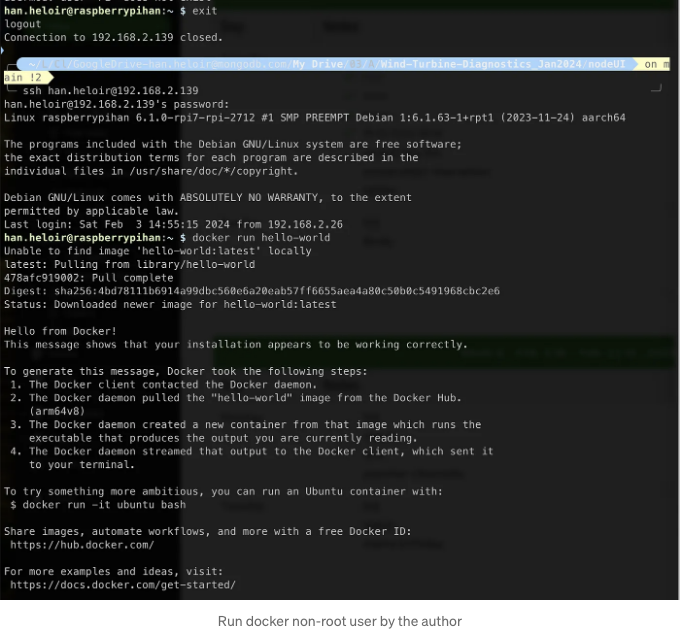 han.heloir@raspberrypihan:~ $ exit
logout
Connection to 192.168.2.139 closed.
GoogleDrive-han.heloir@mongodb.com/My Drive/ /Wind-Turbine-Diagnostics_Jan2024/nodeUI on m
ain !2
ssh han.heloir@192.168.2.139
han.heloir@192.168.2.139's password:
Linux raspberrypihan 6.1.0-rpi7-rpi-2712 #1 SMP PREEMPT Debian 1:6.1.63-1+rpt1 (2023-11-24) aarch64
The programs included with the Debian GNU/Linux system are free software;
the exact distribution terms for each program are described in the
individual files in /usr/share/doc/*/copyright.
Debian GNU/Linux comes with ABSOLUTELY NO WARRANTY, to the extent
permitted by applicable law.
Last login: Sat Feb  3 14:55:15 2024 from 192.168.2.26
han.heloir@raspberrypihan:~ $ docker run hello-world
Unable to find image 'hello-world:latest' locally
latest: Pulling from library/hello-world
478afc919002: Pull complete
Digest: sha256:4bd78111b6914a99dbc560e6a20eab57ff6655aea4a80c50b0c5491968cbc2e6
Status: Downloaded newer image for hello-world:latest
Hello from Docker!
This message shows that your installation appears to be working correctly.
To generate this message, Docker took the following steps:
1. The Docker client contacted the Docker daemon.
2. The Docker daemon pulled the "hello-world" image from the Docker Hub.
(arm64v8)
3. The Docker daemon created a new container from that image which runs the
executable that produces the output you are currently reading.
4. The Docker daemon streamed that output to the Docker client, which sent it
to your terminal.
To try something more ambitious, you can run an Ubuntu container with:
$ docker run -it ubuntu bash
Share images, automate workflows, and more with a free Docker ID:
https://hub.docker.com/
For more examples and ideas, visit:
https://docs.docker.com/get-started/
Run docker non-root user by the author